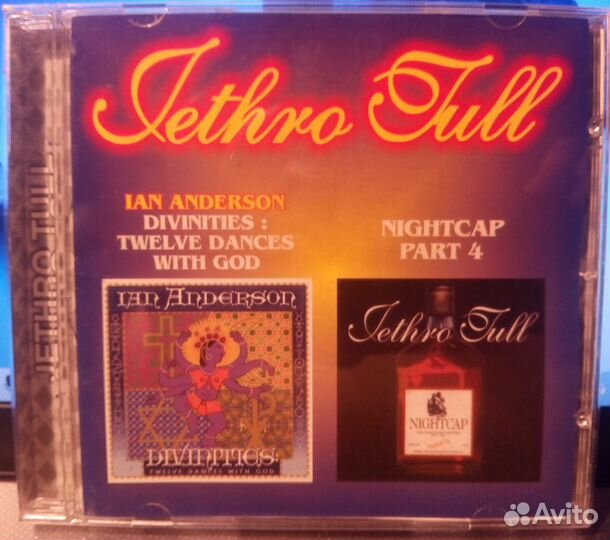 Jethro Tull
IAN ANDERSON
DIVINITIES :
TWELVE DANCES
WITH GOD
NIGHTCAP
PART 4
IAN ANDERSON
DIVINITIES:
TWELVE DANCES WITH GOD
Jethro Tull
NIGHTCAP
JETHRO TULL
Avito